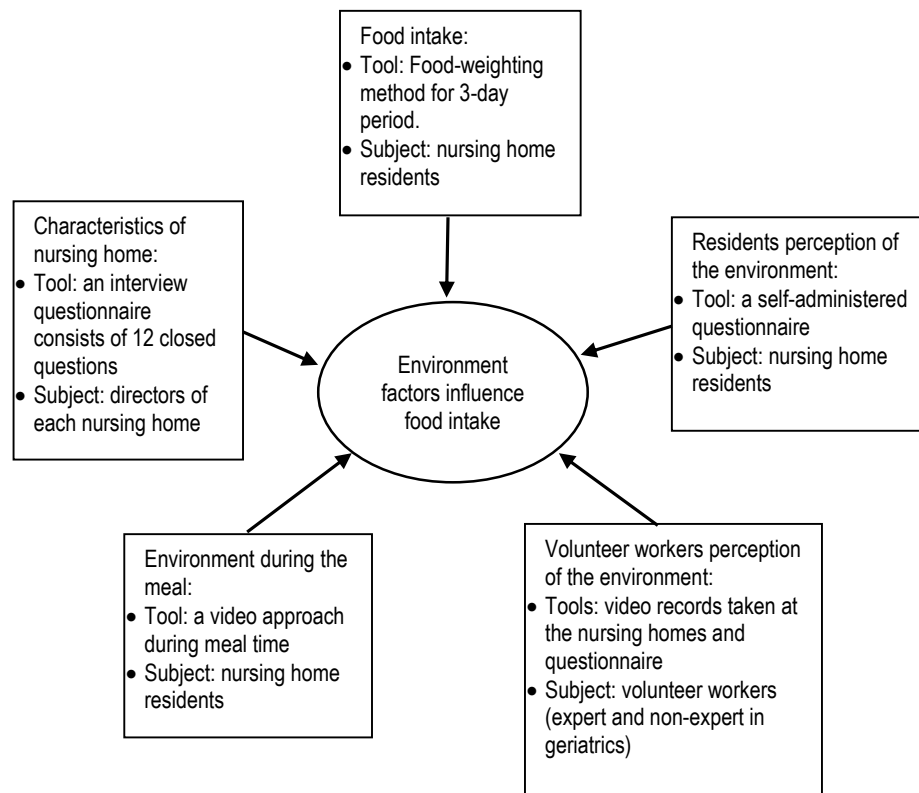 Food intake:
• Tool: Food-weighting
method for 3-day
period.
• Subject: nursing home
residents
Characteristics of
nursing home:
• Tool: an interview
questionnaire
consists of 12 closed
questions
• Subject: directors of
each nursing home
Residents perception of
the environment:
• Tool: a self-administered
questionnaire
• Subject: nursing home
residents
Environment
factors influence
food intake
Environment during the
meal:
• Tool: a video approach
during meal time
• Subject: nursing home
residents
Volunteer workers perception
of the environment:
• Tools: video records taken at
the nursing homes and
questionnaire
• Subject: volunteer workers
(expert and non-expert in
geriatrics)